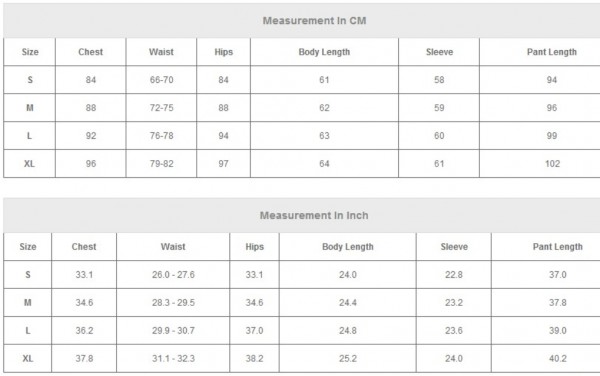 Measurement In CM
Size Chest Waist Hips Body Length Sleeve Pant Length
S 84 66-70 84 61 58 94
M 88 72-75 88 62 59 96
L 92 76-78 94 63 60 99
XL 96 79-82 97 64 61 102
Measurement In Inch
Size Chest Waist Hips Body Length Sleeve Pant Length
S 33.1 26.0 - 27.6 33.1 24.0 22.8 37.0
M 34.6 28.3 - 29.5 34.6 24.4 23.2 37.8
L 36.2 29.9 - 30.7 37.0 24.8 23.6 39.0
XL 37.8 31.1 - 32.3 38.2 25.2 24.0 40.2